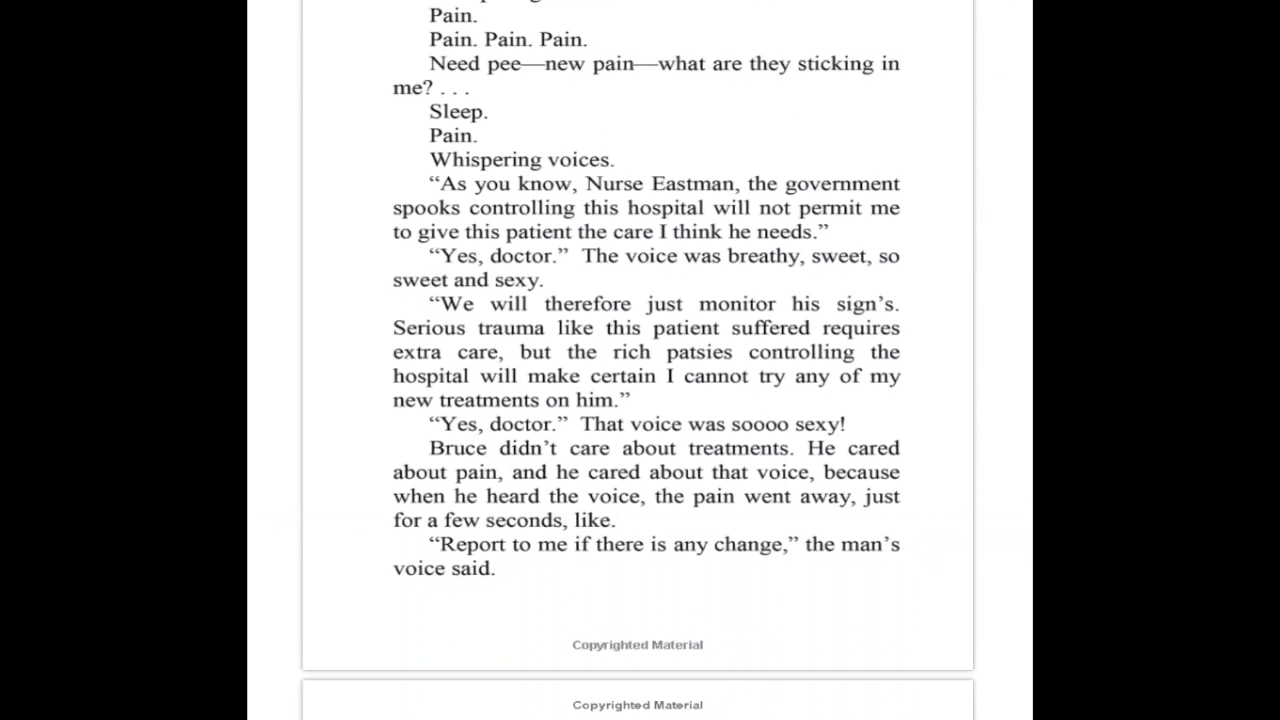 Pain.
Pain. Pain. Pain.
Need pee—new pain—what are they sticking in
me? . . .
Sleep.
Pain.
Whispering voices.
“As you know, Nurse Eastman, the government
spooks controlling this hospital will not permit me
to give this patient the care I think he needs.”
“Yes, doctor.”  The voice was breathy, sweet, so
sweet and sexy.
“We will therefore just monitor his sign’s.
Serious trauma like this patient suffered requires
extra care, but the rich patsies controlling the
hospital will make certain I cannot try any of my
new treatments on him.”
“Yes, doctor.”  That voice was soooo sexy!
Bruce didn’t care about treatments. He cared
about pain, and he cared about that voice, because
when he heard the voice, the pain went away, just
for a few seconds, like.
“Report to me if there is any change,” the man’s
voice said.
Copyrighted Material
Copyrighted Material